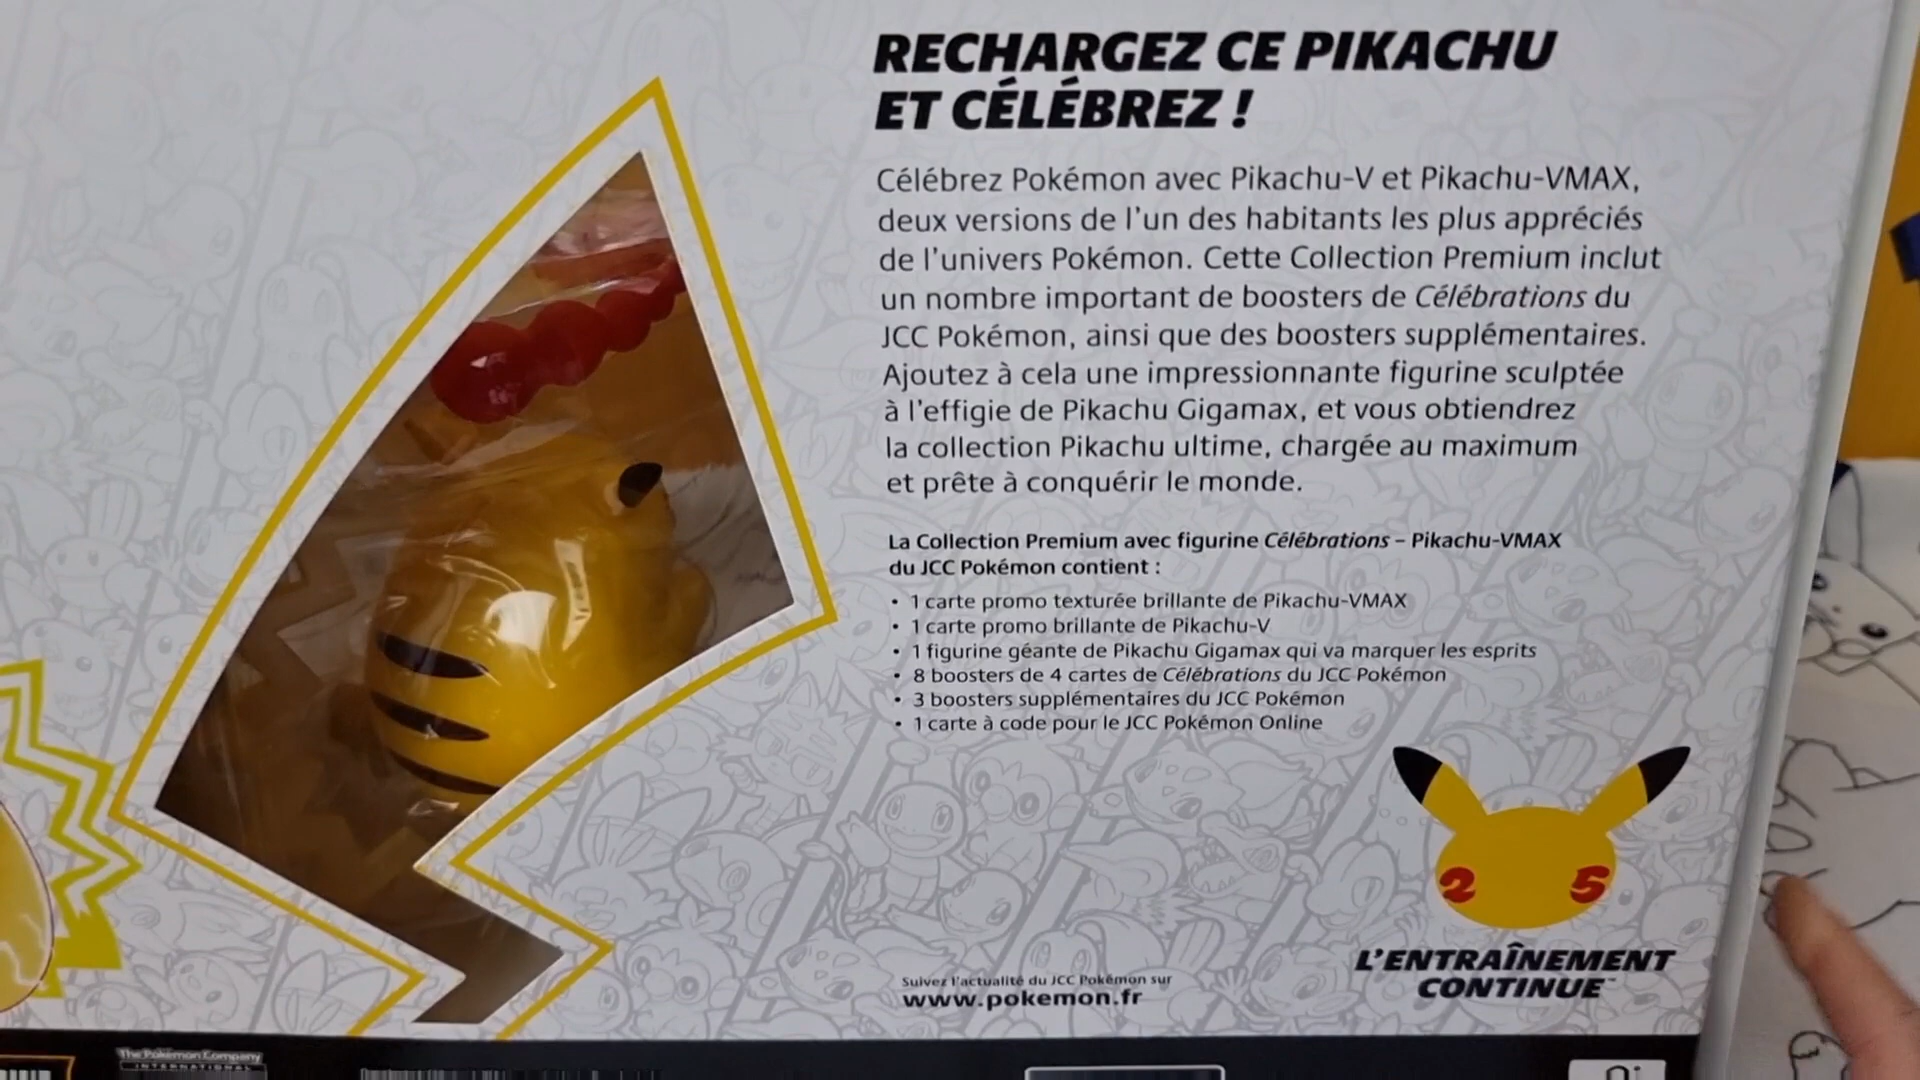 RECHARGEZ CE PIKACHU
ET CÉLÉBREZ !
Célébrez Pokémon avec Pikachu-V et Pikachu-VMAX,
deux versions de l'un des habitants les plus appréciés
de l'univers Pokémon. Cette Collection Premium inclut
un nombre important de boosters de Célébrations du
JCC Pokémon, ainsi que des boosters supplémentaires.
Ajoutez à cela une impressionnante figurine sculptée
à l'effigie de Pikachu Gigamax, et vous obtiendrez
la collection Pikachu ultime, chargée au maximum
et prête à conquérir le monde.
La Collection Premium avec figurine Célébrations – Pikachu-VMAX
du JCC Pokémon contient :
• 1 carte promo texturée brillante de Pikachu-VMAX
• 1 carte promo brillante de Pikachu-V
• 1 figurine géante de Pikachu Gigamax qui va marquer les esprits
• 8 boosters de 4 cartes de Célébrations du JCC Pokémon
• 3 boosters supplémentaires du JCC Pokémon
• 1 carte à code pour le JCC Pokémon Online
2 5
L'ENTRAÎNEMENT
CONTINUE™
Suivez l'actualité du JCC Pokémon sur
www.pokemon.fr
The Pokémon Company
INTERNATIONAL